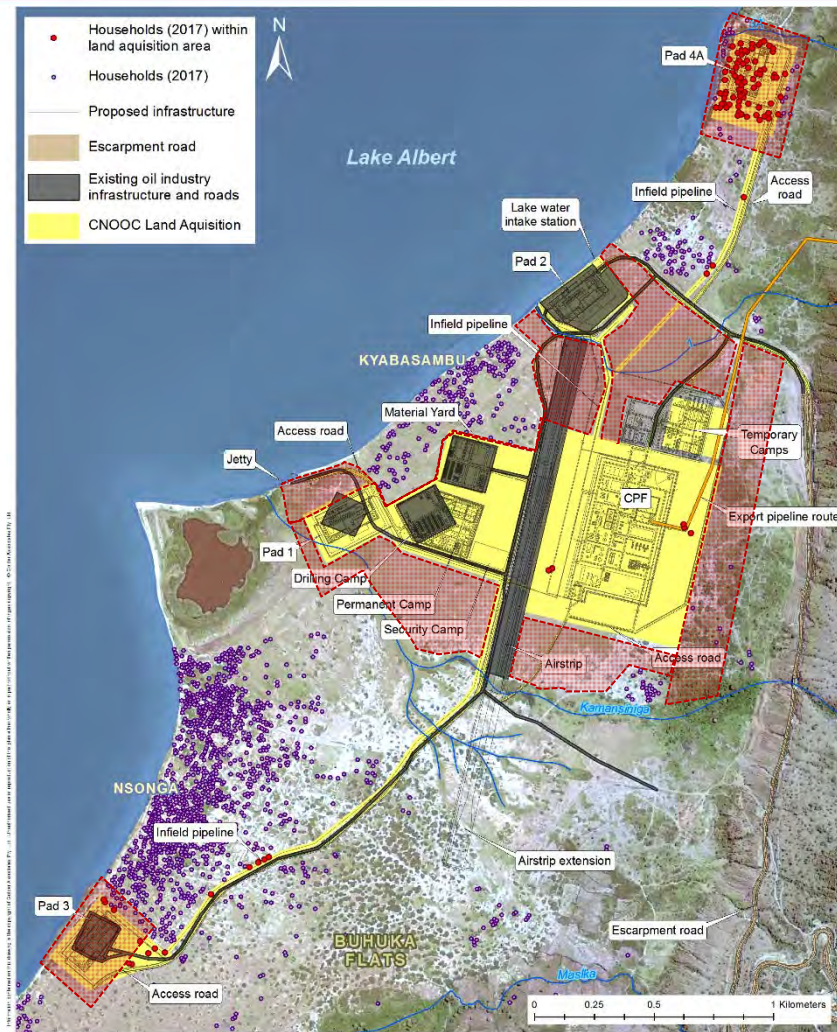 Households (2017) within
land aquisition area
Households (2017)
Proposed infrastructure
Escarpment road
Existing oil industry
infrastructure and roads
CNOOC Land Aquisition
N
Pad 4A
Lake Albert
Infield pipeline
Access
road
Lake water
intake station
Pad 2
Infield pipeline
KYABASAMBU
Material Yard
Access road
Jetty
Temporary
Camps
CPF
Export pipeline route
Pad 1
Drilling Camp
Permanent Camp
Security Camp
Access road
Airstrip
Kamansiniga
NSONGA
Infield pipeline
Airstrip extension
Pad 3
Escarpment road
BUHUKA
FLATS
Masika
Access road
0 0.25 0.5 1 Kilometers